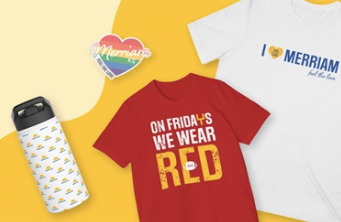 Merriam
I MERRIAM
feel the love
ON FRIDAYS
WE WEAR
RED